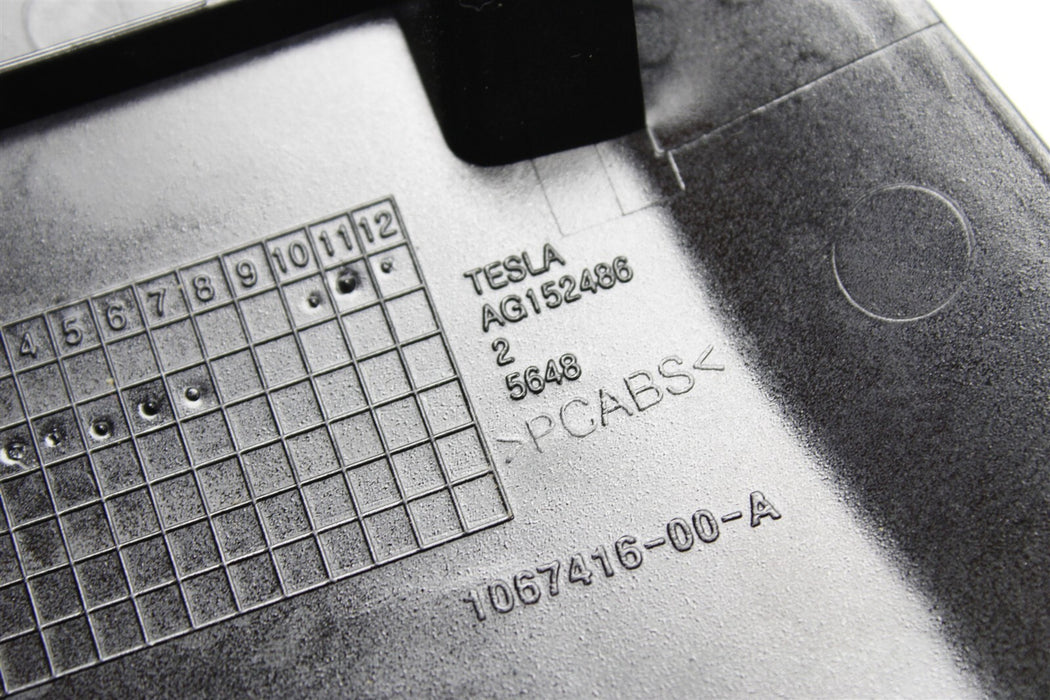 4 5 6 7 8 9 10 11 12
TESLA
AG152486
2
5648
>PCABS<
1067416-00-A